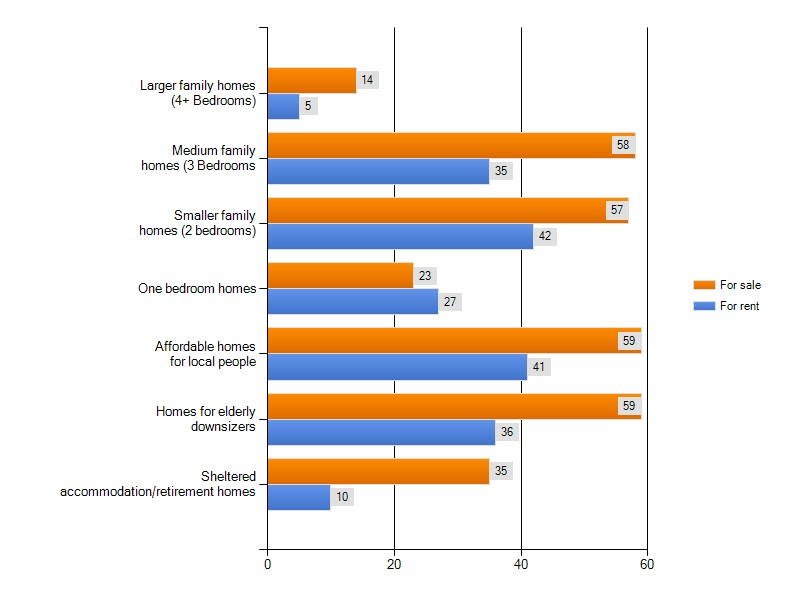 Larger family homes
(4+ Bedrooms)
14
5
Medium family
homes (3 Bedrooms
58
35
Smaller family
homes (2 bedrooms)
57
42
One bedroom homes
23
27
Affordable homes
for local people
59
41
Homes for elderly
downsizers
59
36
Sheltered
accommodation/retirement homes
35
10
0 20 40 60
For sale
For rent